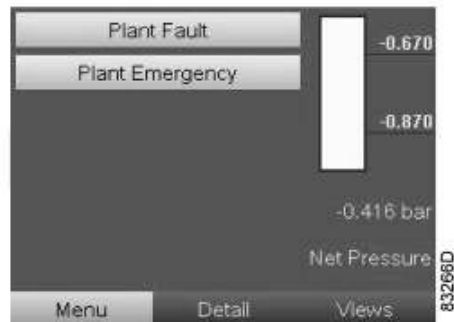 Plant Fault
Plant Emergency
-0.670
-0.870
-0.416 bar
Net Pressure
Menu
Detail
Views
83266D